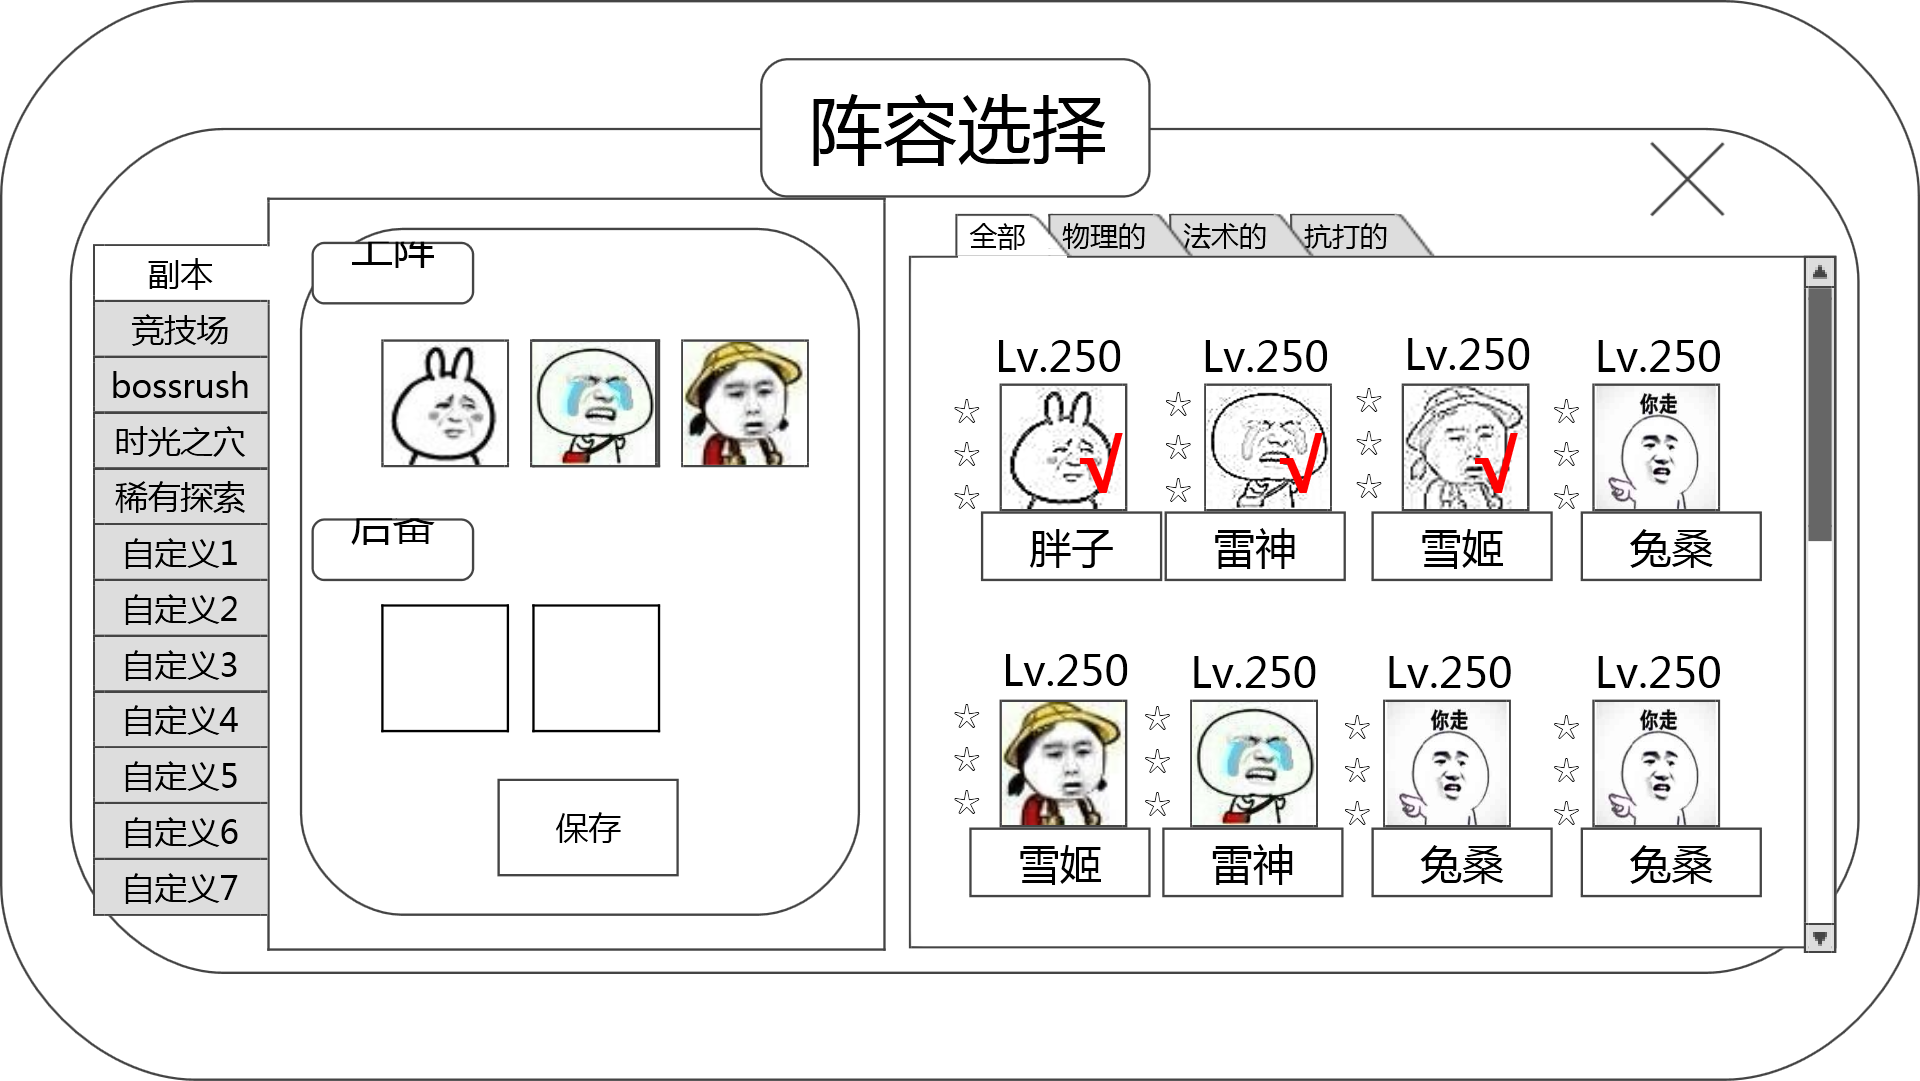 阵容选择
副本
竞技场
bossrush
时光之穴
稀有探索
自定义1
自定义2
自定义3
自定义4
自定义5
自定义6
自定义7
上阵
后备
保存
全部 物理的 法术的 抗打的
Lv.250 Lv.250 Lv.250 Lv.250
你走
胖子 雷神 雪姬 兔桑
Lv.250 Lv.250 Lv.250 Lv.250
你走 你走
雪姬 雷神 兔桑 兔桑